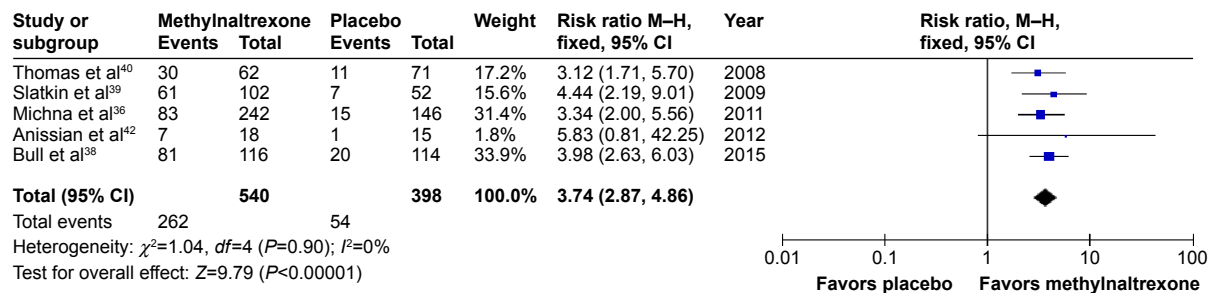 Study or Methylnaltrexone Placebo Weight Risk ratio M–H, Year Risk ratio, M–H,
subgroup Events Total Events Total fixed, 95% CI fixed, 95% CI
Thomas et al⁴⁰ 30 62 11 71 17.2% 3.12 (1.71, 5.70) 2008
Slatkin et al³⁹ 61 102 7 52 15.6% 4.44 (2.19, 9.01) 2009
Michna et al³⁶ 83 242 15 146 31.4% 3.34 (2.00, 5.56) 2011
Anissian et al⁴² 7 18 1 15 1.8% 5.83 (0.81, 42.25) 2012
Bull et al³⁸ 81 116 20 114 33.9% 3.98 (2.63, 6.03) 2015
Total (95% CI) 540 398 100.0% 3.74 (2.87, 4.86)
Total events 262 54
Heterogeneity: χ²=1.04, df=4 (P=0.90); I²=0%
Test for overall effect: Z=9.79 (P<0.00001)
0.01 0.1 1 10 100
Favors placebo Favors methylnaltrexone